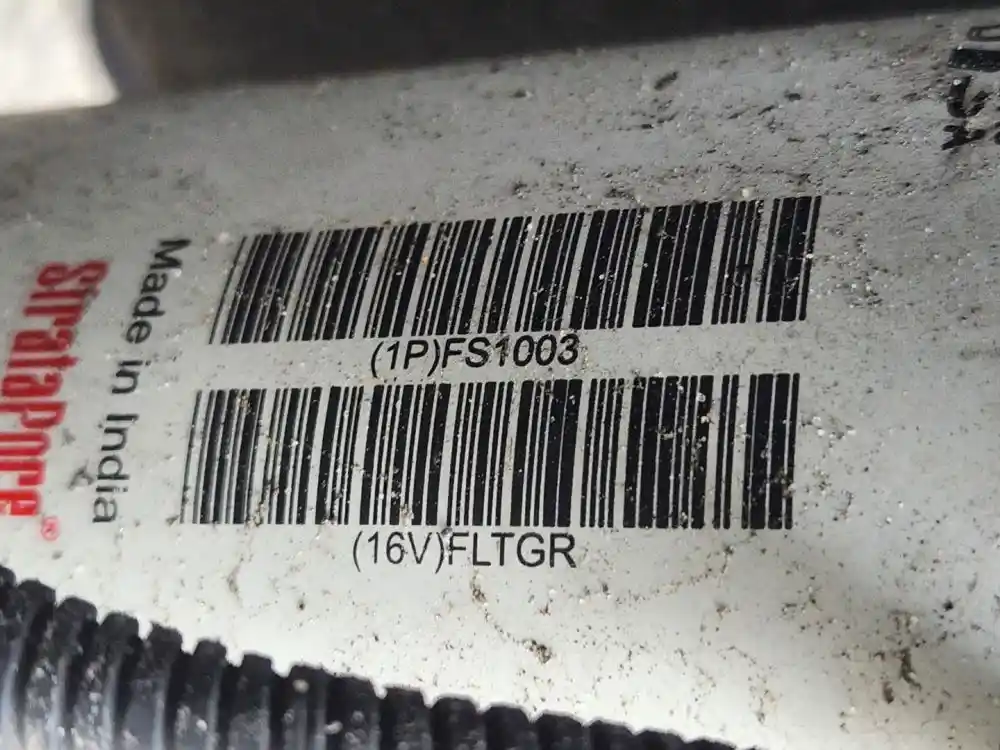 (1P)FS1003
(16V)FLTGR
Made in India
StrataPore®